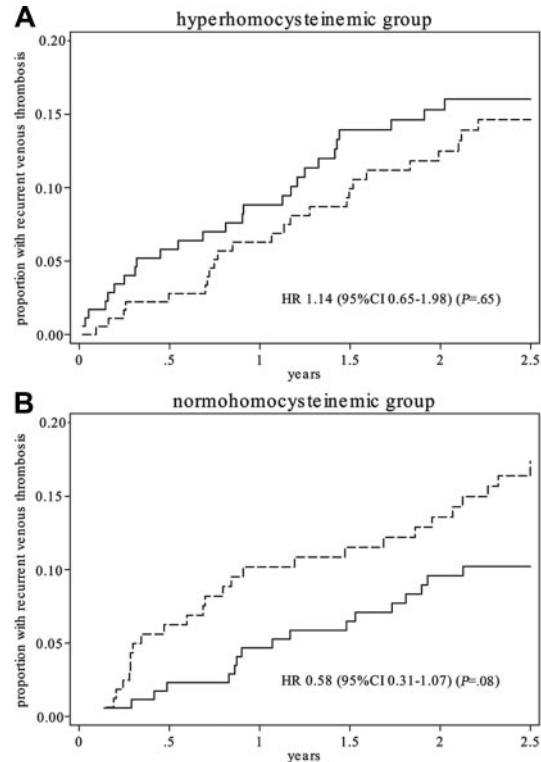 A
hyperhomocysteinemic group
proportion with recurrent venous thrombosis
0.20
0.15
0.10
0.05
0.00
HR 1.14 (95%CI 0.65-1.98) (P=.65)
0 .5 1 1.5 2 2.5
years
B
normohomocysteinemic group
proportion with recurrent venous thrombosis
0.20
0.15
0.10
0.05
0.00
HR 0.58 (95%CI 0.31-1.07) (P=.08)
0 .5 1 1.5 2 2.5
years